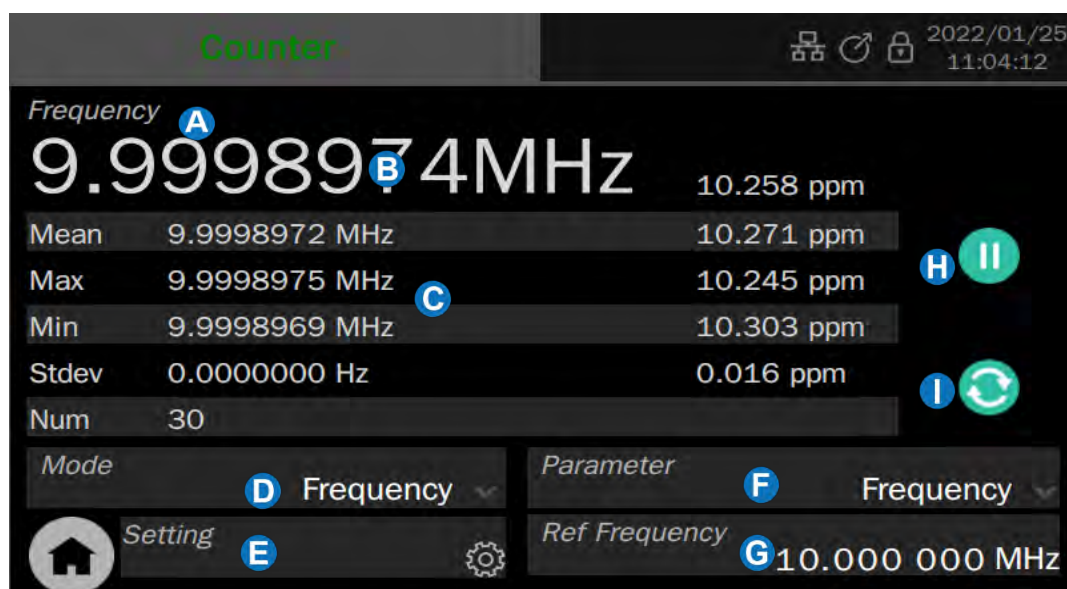 Counter
2022/01/25
11:04:12
Frequency
A
9.9998974MHz
B
10.258 ppm
Mean 9.9998972 MHz 10.271 ppm
H
Max 9.9998975 MHz 10.245 ppm
C
Min 9.9998969 MHz 10.303 ppm
Stdev 0.0000000 Hz 0.016 ppm
I
Num 30
Mode
D Frequency
Parameter
F Frequency
Setting
E
Ref Frequency
G 10.000 000 MHz